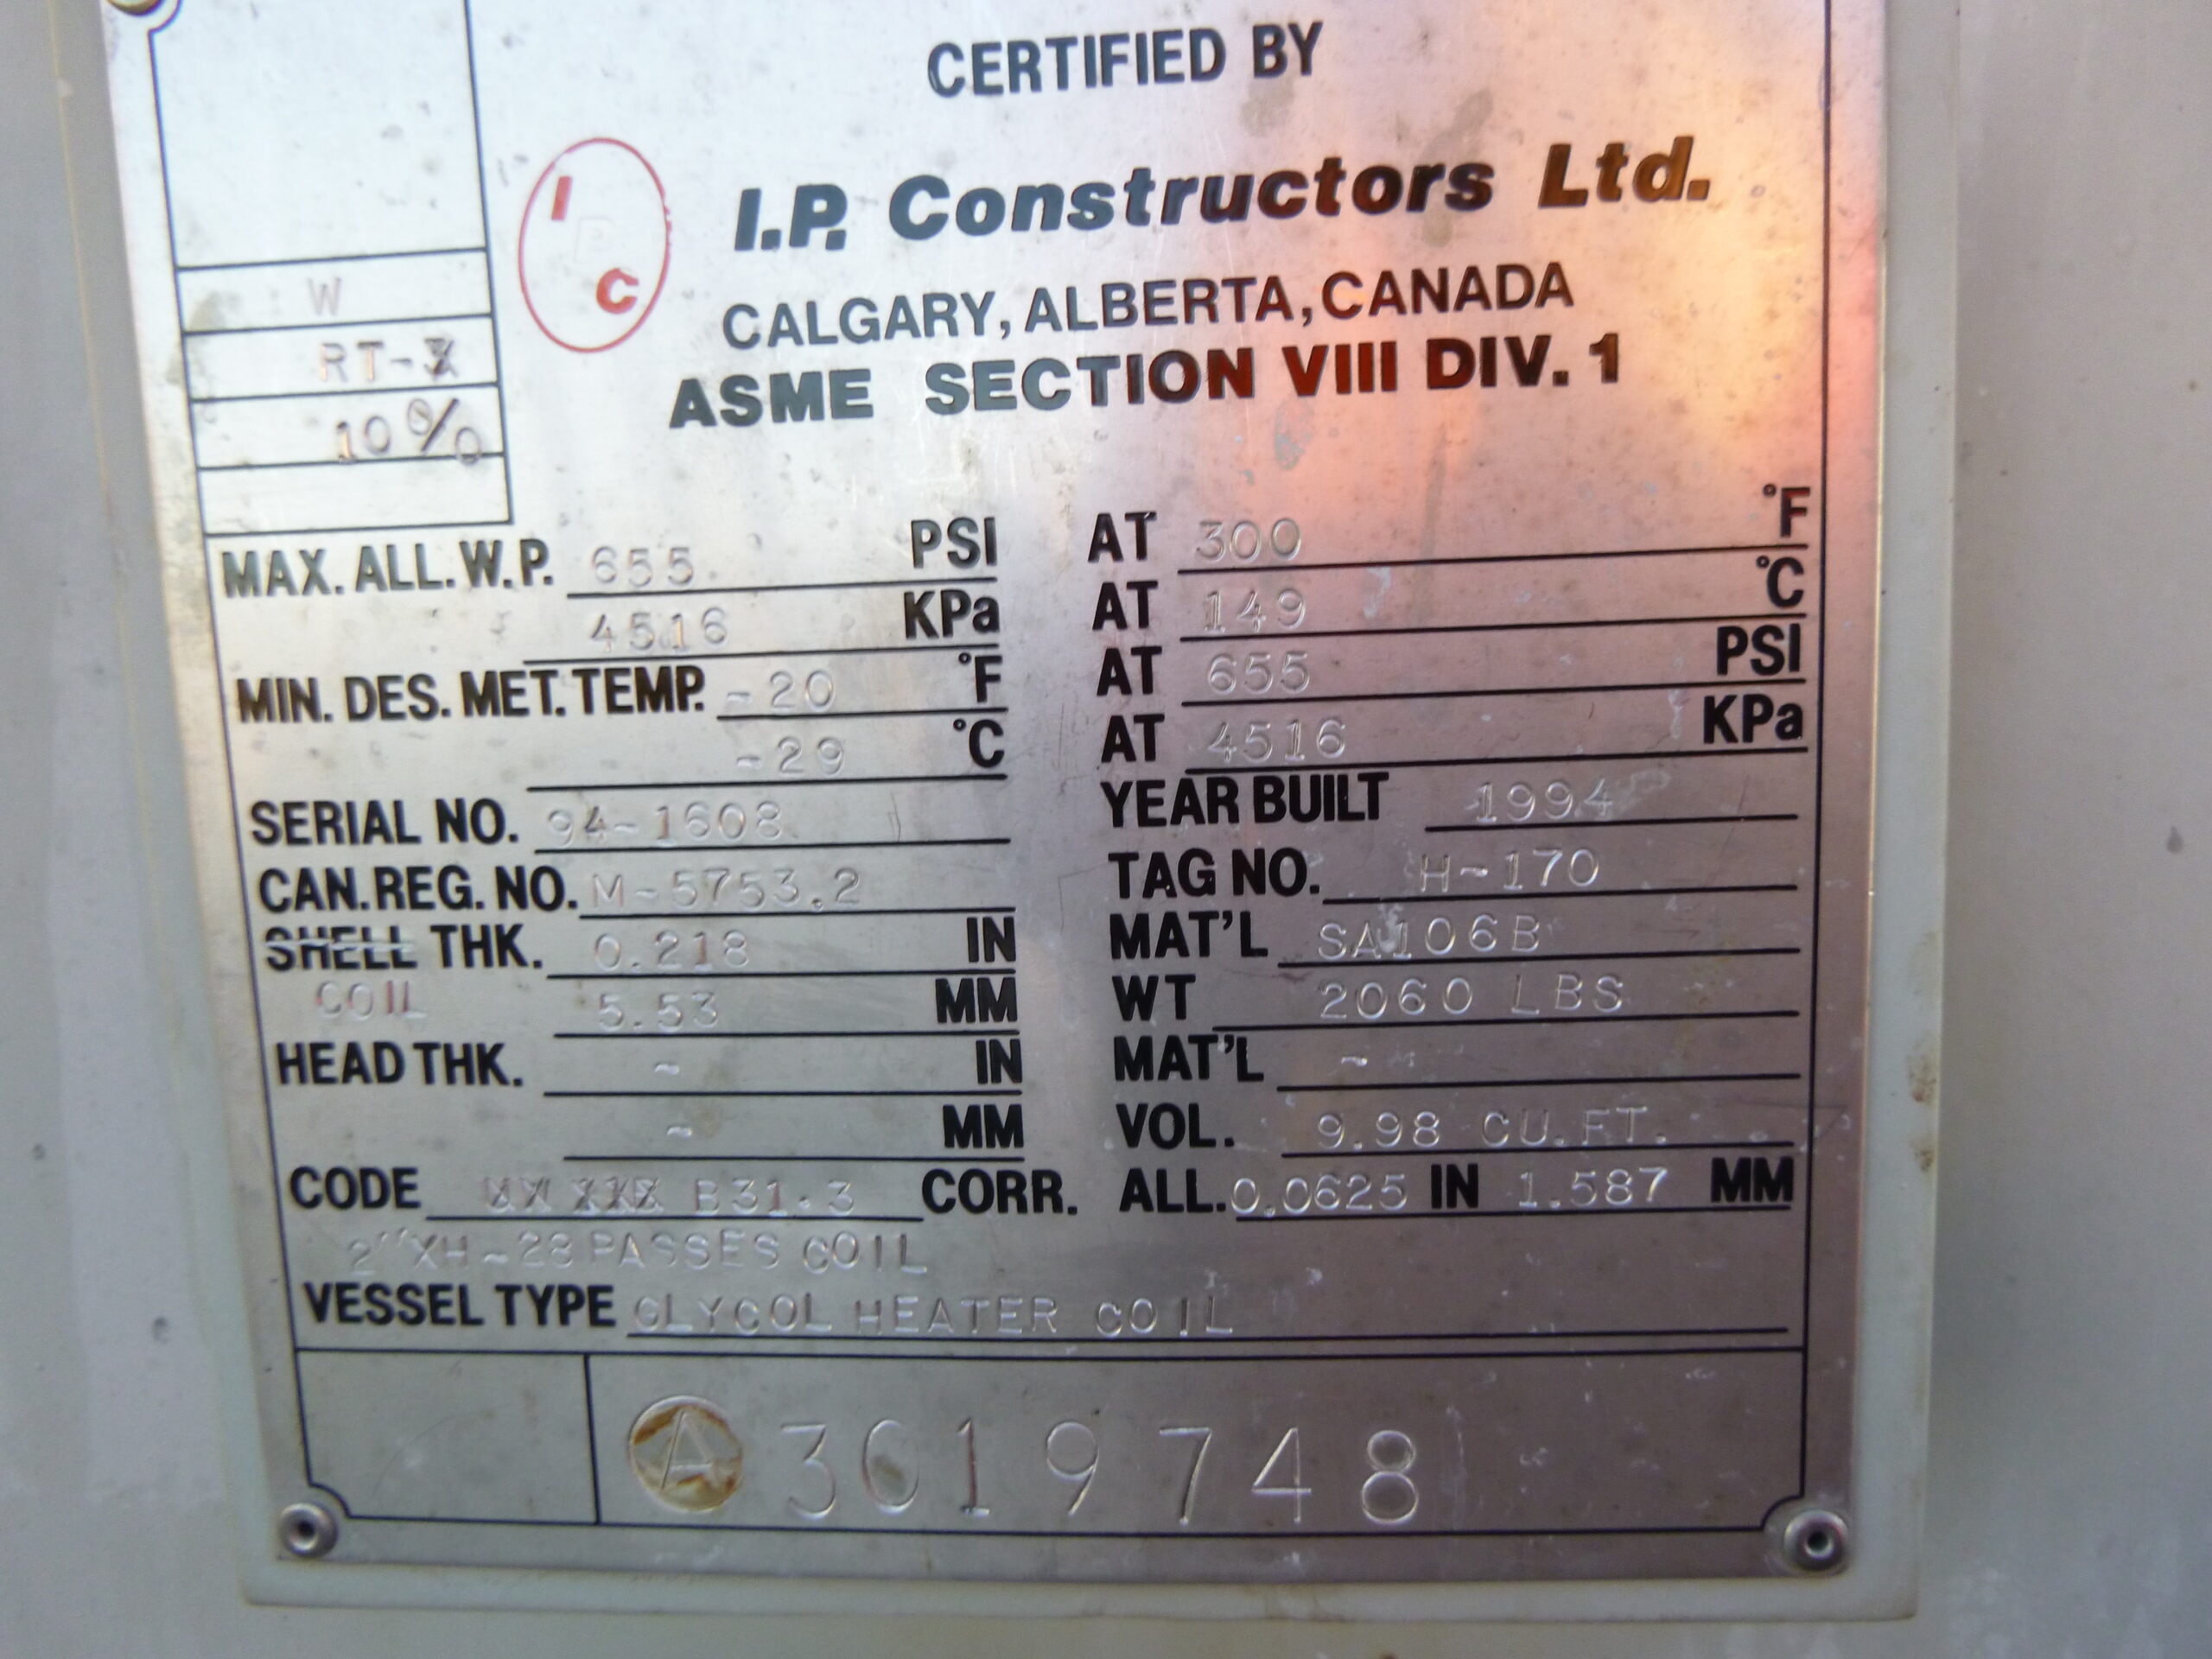 CERTIFIED BY
I P C
I.P. Constructors Ltd.
CALGARY, ALBERTA, CANADA
ASME SECTION VIII DIV. 1
W
RT-
10%
MAX. ALL. W.P. 655 PSI AT 300 °F
4516 KPa AT 149 °C
MIN. DES. MET. TEMP. -20 °F AT 655 PSI
-29 °C AT 4516 KPa
SERIAL NO. 94-1608 YEAR BUILT 1994
CAN. REG. NO. M-5753.2 TAG NO. H-170
SHELL THK. 0.218 IN MAT'L SA106B
COIL 5.53 MM WT 2060 LBS
HEAD THK. - IN MAT'L -
- MM VOL. 9.98 CU.FT.
CODE B31.3 CORR. ALL. 0.0625 IN 1.587 MM
2"XH-28 PASSES COIL
VESSEL TYPE GLYCOL HEATER COIL
A 3619748